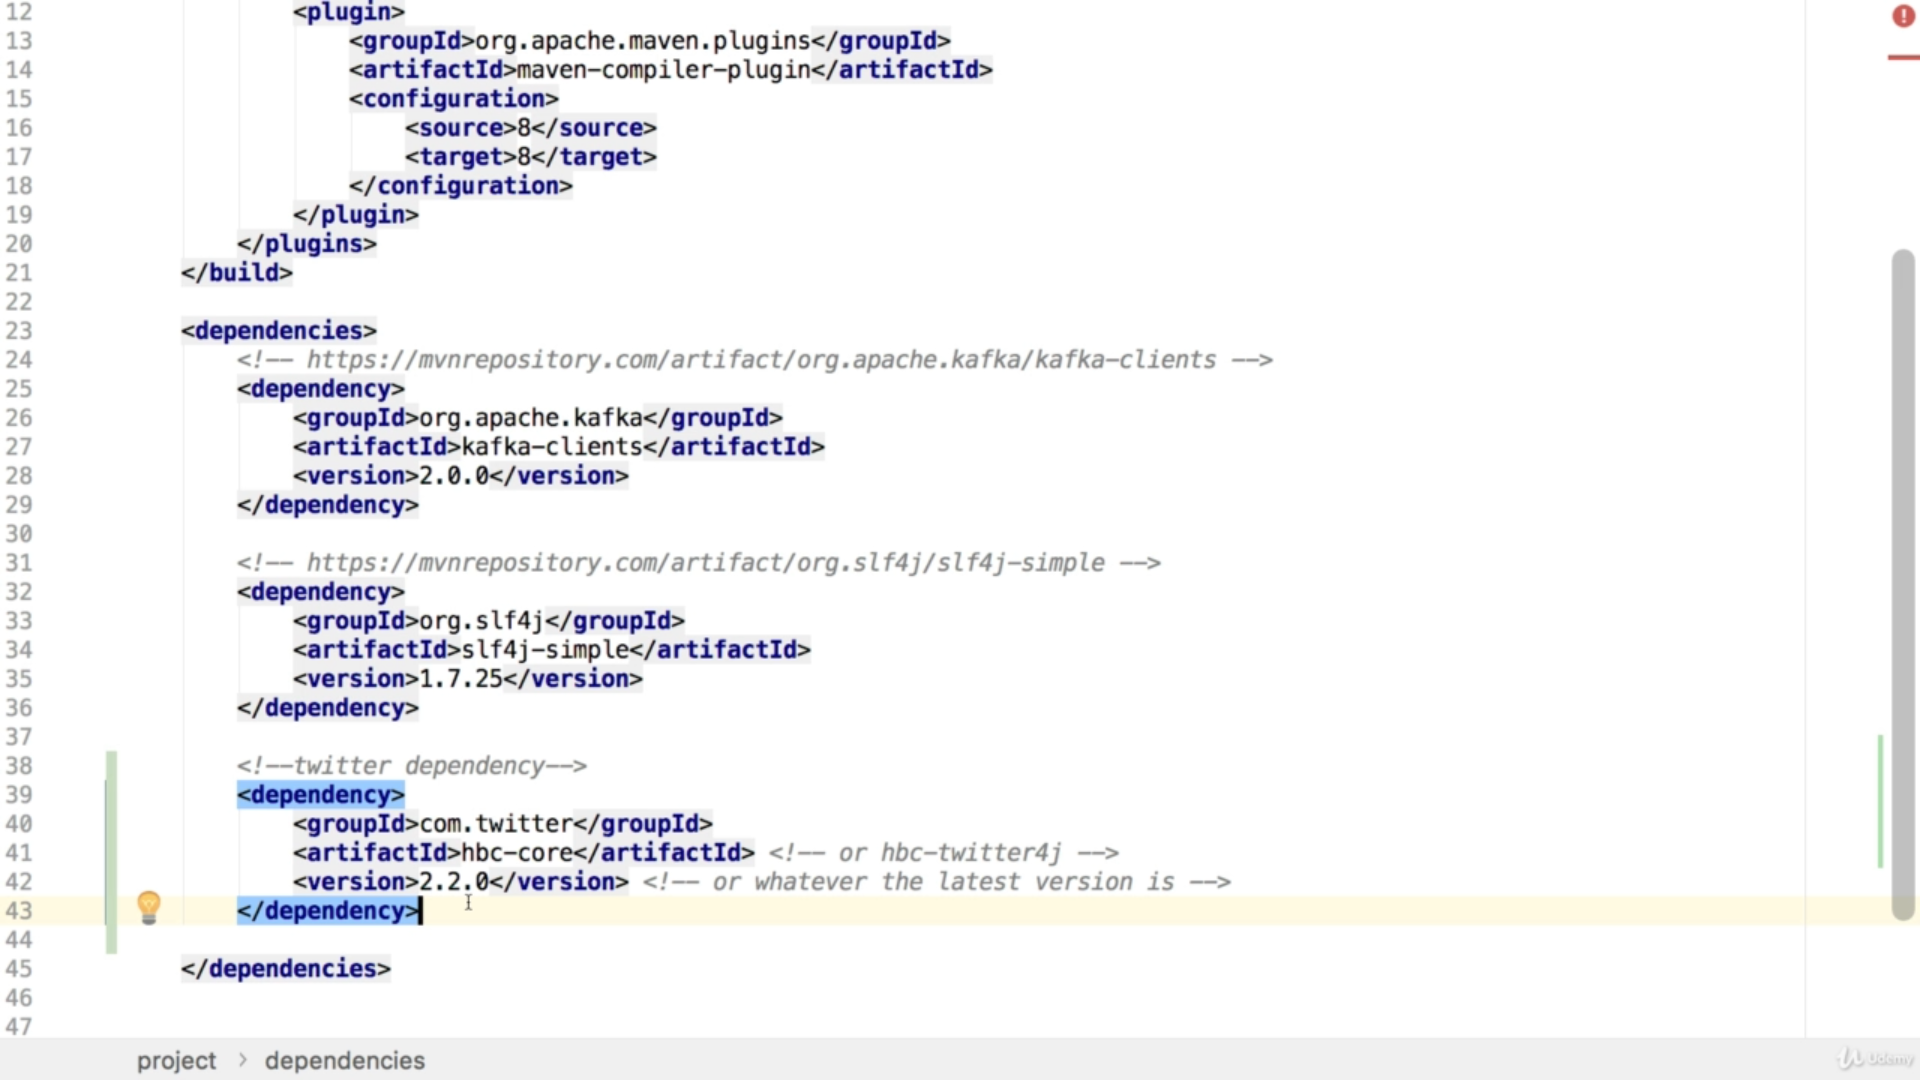 12 <plugin>
13 <groupId>org.apache.maven.plugins</groupId>
14 <artifactId>maven-compiler-plugin</artifactId>
15 <configuration>
16 <source>8</source>
17 <target>8</target>
18 </configuration>
19 </plugin>
20 </plugins>
21 </build>
22
23 <dependencies>
24 <!-- https://mvnrepository.com/artifact/org.apache.kafka/kafka-clients -->
25 <dependency>
26 <groupId>org.apache.kafka</groupId>
27 <artifactId>kafka-clients</artifactId>
28 <version>2.0.0</version>
29 </dependency>
30
31 <!-- https://mvnrepository.com/artifact/org.slf4j/slf4j-simple -->
32 <dependency>
33 <groupId>org.slf4j</groupId>
34 <artifactId>slf4j-simple</artifactId>
35 <version>1.7.25</version>
36 </dependency>
37
38 <!--twitter dependency-->
39 <dependency>
40 <groupId>com.twitter</groupId>
41 <artifactId>hbc-core</artifactId> <!-- or hbc-twitter4j -->
42 <version>2.2.0</version> <!-- or whatever the latest version is -->
43 </dependency>
44
45 </dependencies>
46
47
project > dependencies
Udemy